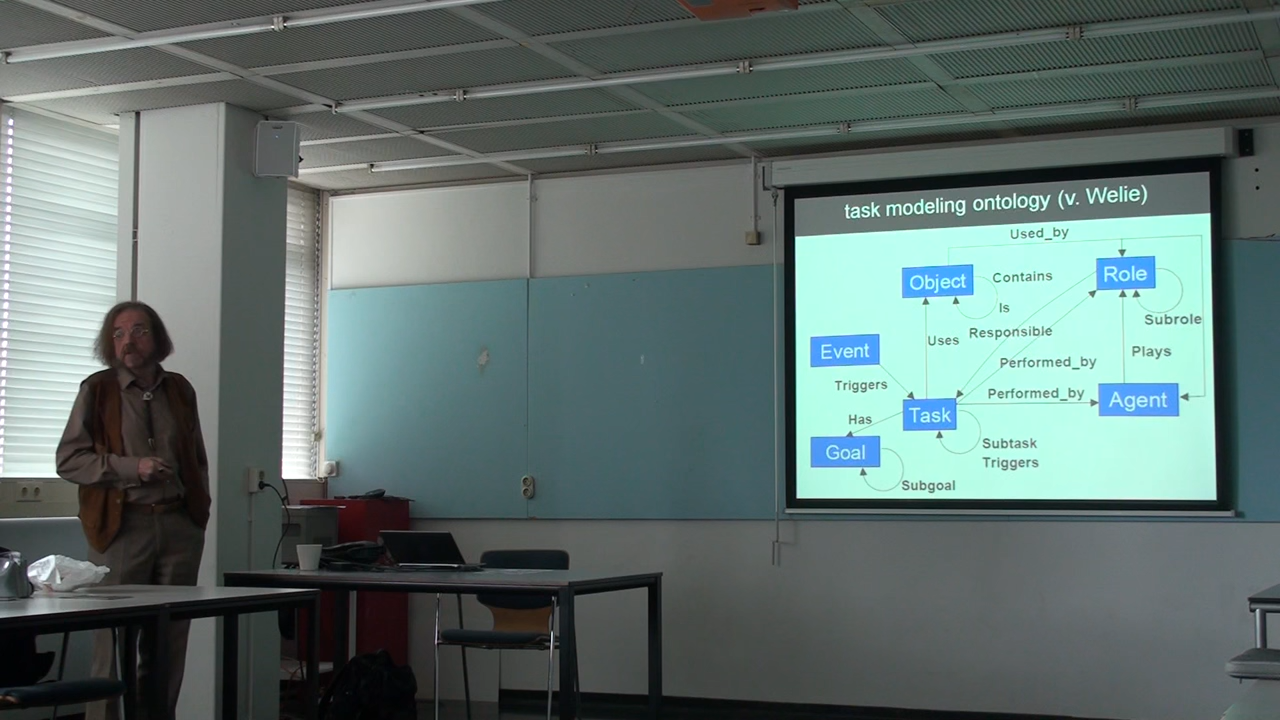 task modeling ontology (v. Welie)
Used_by
Object
Contains
Role
Is
Subrole
Uses
Responsible
Event
Performed_by
Plays
Triggers
Performed_by
Agent
Has
Task
Goal
Subtask
Triggers
Subgoal